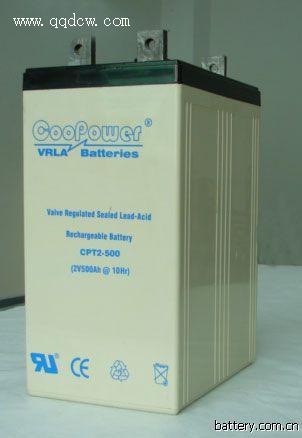 www.qqdcw.com
CooPower®
VRLA Batteries
Valve Regulated Sealed Lead-Acid
Rechargeable Battery
CPT2-500
(2V500Ah @ 10Hr)
CE
battery.com.cn